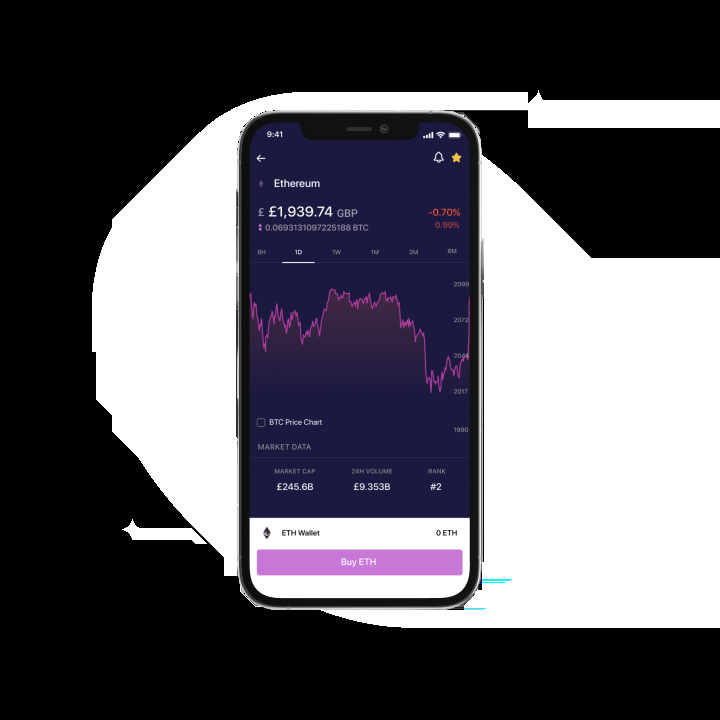 9:41
Ethereum
£ £1,939.74 GBP
-0.70%
0.0693131097225188 BTC
0.99%
8H 1D 1W 1M 3M 6M
2099
2072
2045
2017
1990
BTC Price Chart
MARKET DATA
MARKET CAP 24H VOLUME RANK
£245.6B £9.353B #2
ETH Wallet 0 ETH
Buy ETH